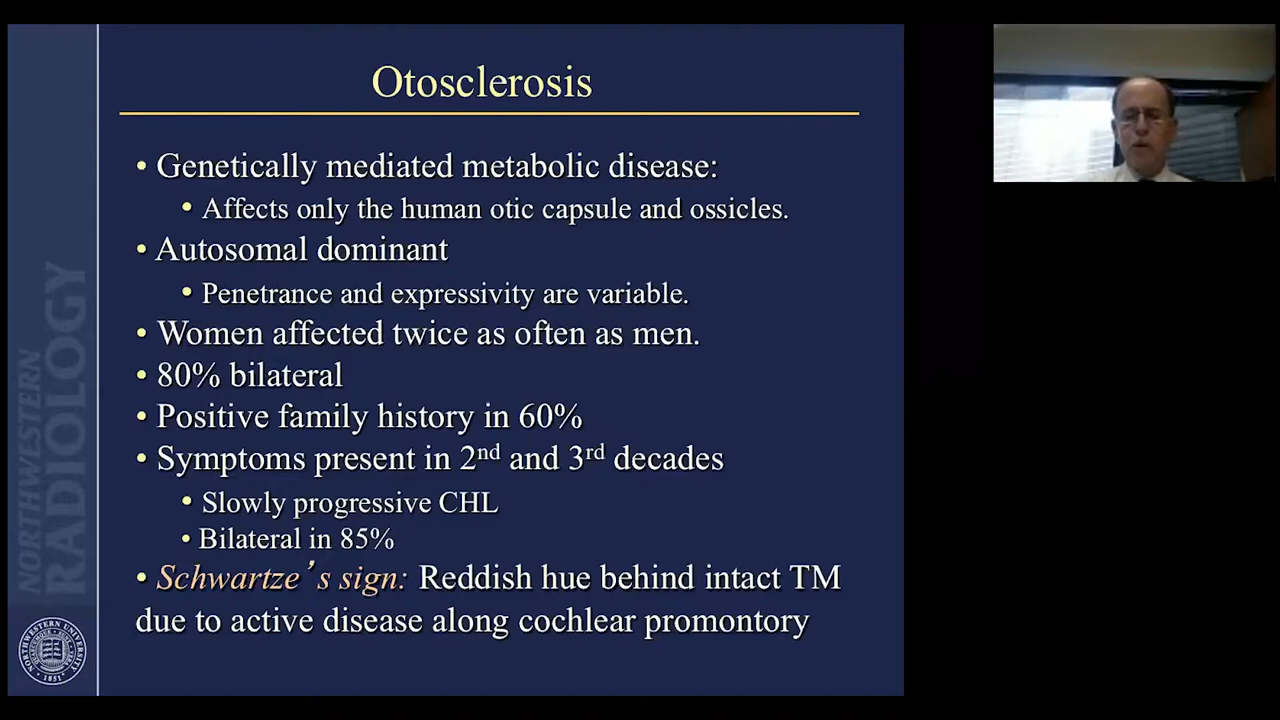 Otosclerosis
• Genetically mediated metabolic disease:
• Affects only the human otic capsule and ossicles.
• Autosomal dominant
• Penetrance and expressivity are variable.
• Women affected twice as often as men.
• 80% bilateral
• Positive family history in 60%
• Symptoms present in 2nd and 3rd decades
• Slowly progressive CHL
• Bilateral in 85%
• Schwartze’s sign: Reddish hue behind intact TM
due to active disease along cochlear promontory
NORTHWESTERN
RADIOLOGY
NORTHWESTERN UNIVERSITY
1851